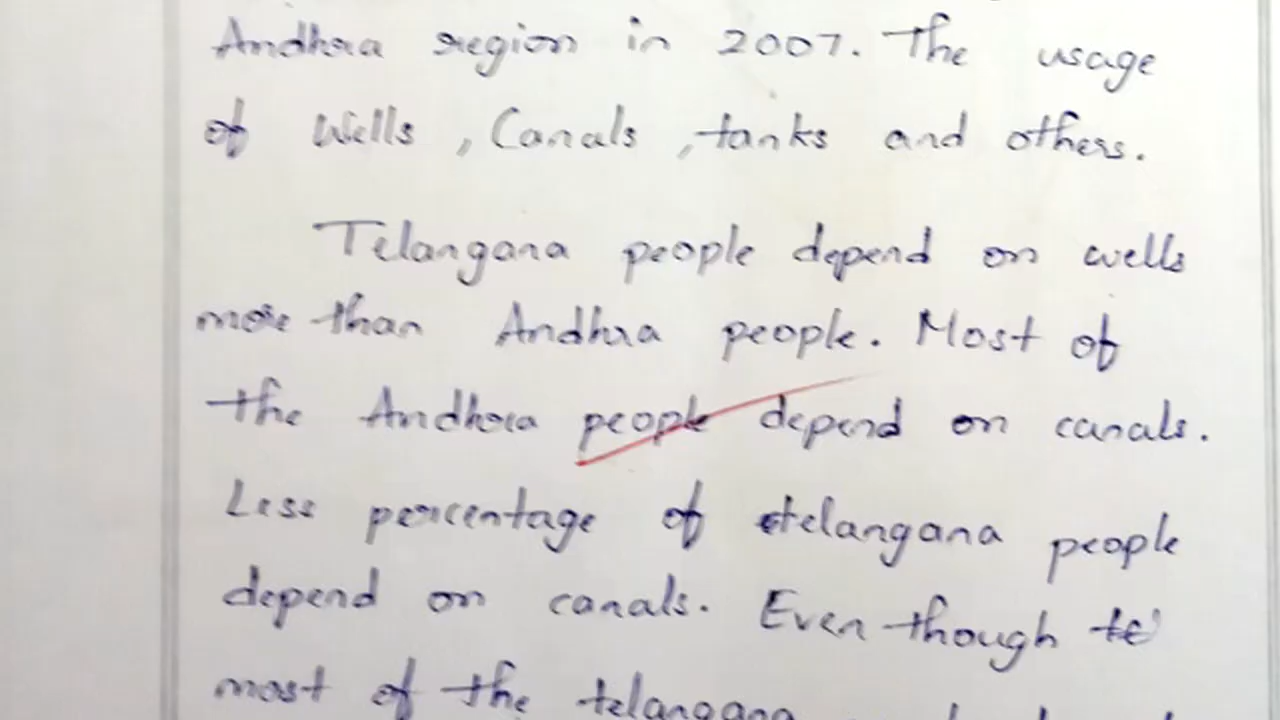 Andhra region in 2007. The usage
of Wells , Canals , tanks and others.
Telangana people depend on wells
more than Andhra people. Most of
the Andhra people depend on canals.
Less percentage of telangana people
depend on canals. Even though te
most of the telangana